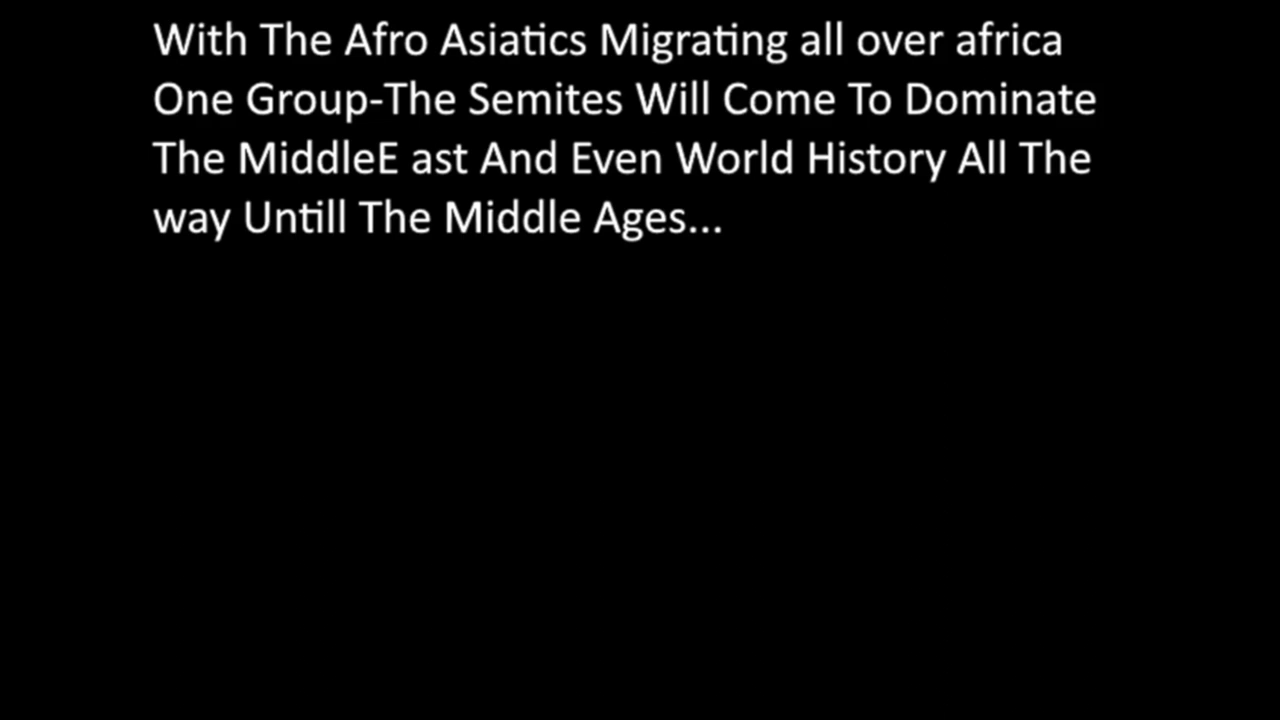 With The Afro Asiatics Migrating all over africa
One Group-The Semites Will Come To Dominate
The MiddleE ast And Even World History All The
way Untill The Middle Ages...